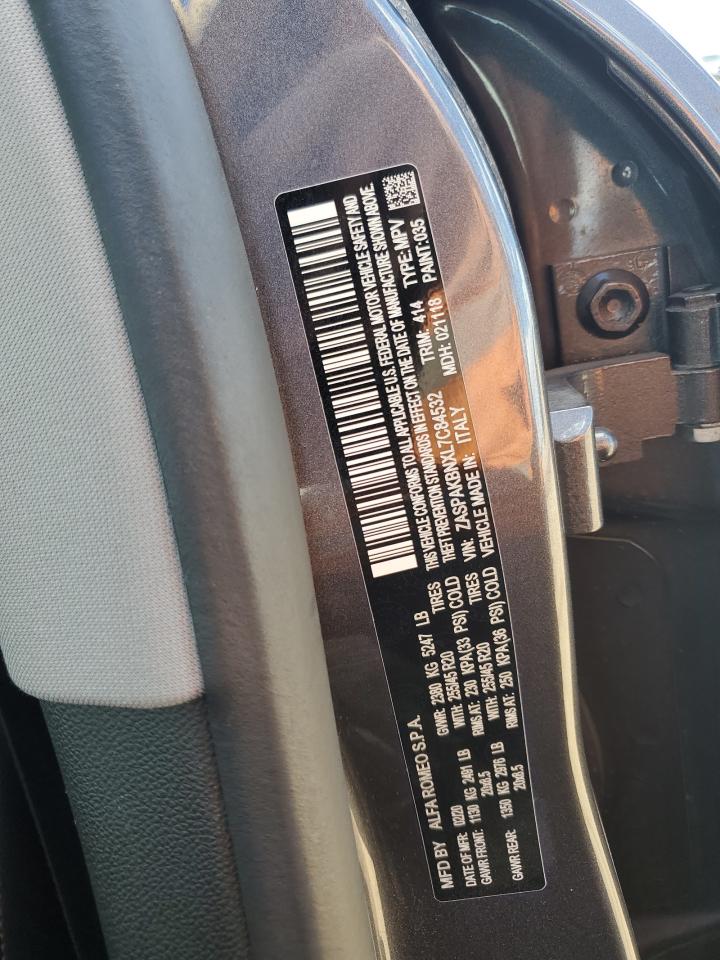 MFD BY ALFA ROMEO S.P.A.
DATE OF MFR: 02/20 GVWR: 2380 KG 5247 LB
GAWR FRONT: 1130 KG 2491 LB WITH: 255/45 R20 TIRES
20x8.5 RIMS AT: 230 KPA(33 PSI) COLD
GAWR REAR: 1350 KG 2976 LB WITH: 255/45 R20 TIRES
20x8.5 RIMS AT: 250 KPA(36 PSI) COLD
THIS VEHICLE CONFORMS TO ALL APPLICABLE U.S. FEDERAL MOTOR VEHICLE SAFETY AND
THEFT PREVENTION STANDARDS IN EFFECT ON THE DATE OF MANUFACTURE SHOWN ABOVE.
VIN: ZASPAKBNXL7C84532 TRIM: 414 TYPE:MPV
VEHICLE MADE IN: ITALY MDH: 021118 PAINT:035